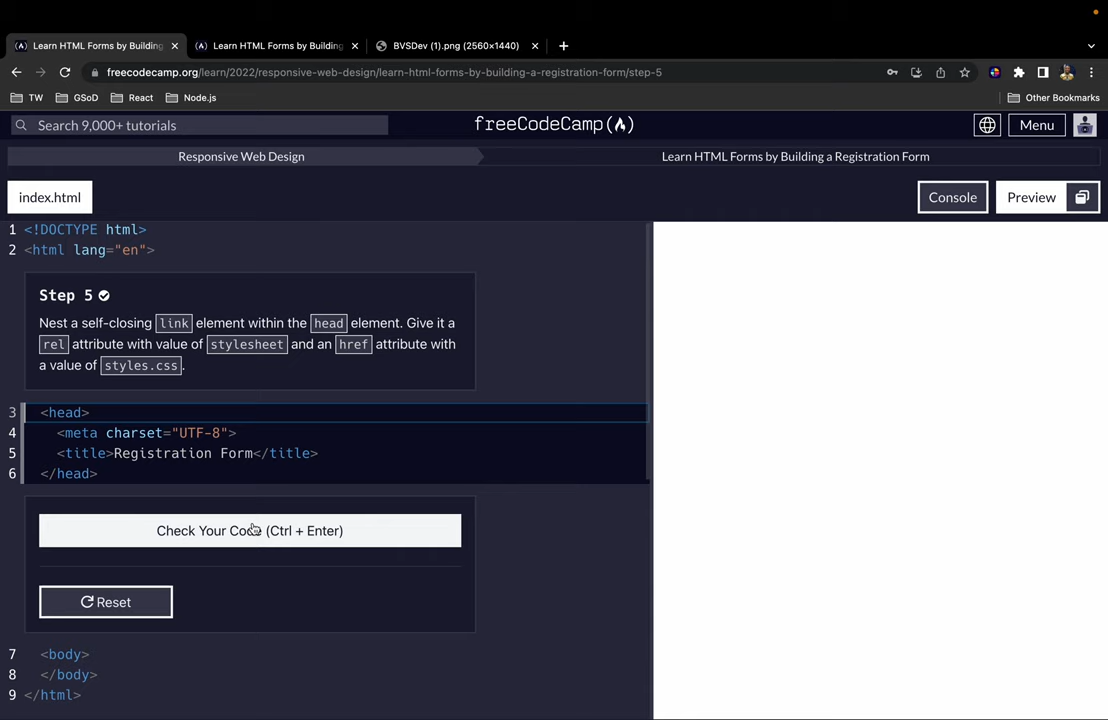 Learn HTML Forms by Building
Learn HTML Forms by Building
BVSDev (1).png (2560×1440)
freecodecamp.org/learn/2022/responsive-web-design/learn-html-forms-by-building-a-registration-form/step-5
TW
GSoD
React
Node.js
Other Bookmarks
Search 9,000+ tutorials
freeCodeCamp
Menu
Responsive Web Design
Learn HTML Forms by Building a Registration Form
index.html
Console
Preview
1 <!DOCTYPE html>
2 <html lang="en">
Step 5
Nest a self-closing link element within the head element. Give it a
rel attribute with value of stylesheet and an href attribute with
a value of styles.css.
3 <head>
4 <meta charset="UTF-8">
5 <title>Registration Form</title>
6 </head>
Check Your Code (Ctrl + Enter)
Reset
7 <body>
8 </body>
9 </html>